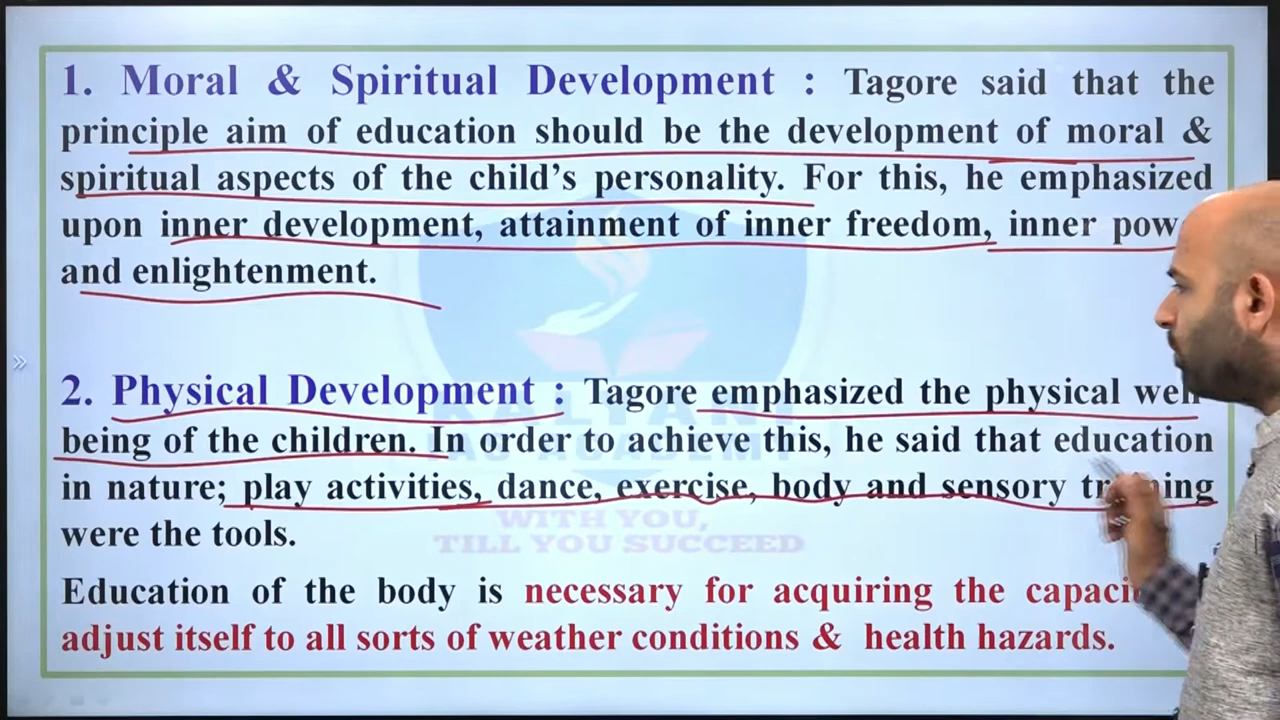 1. Moral & Spiritual Development : Tagore said that the
principle aim of education should be the development of moral &
spiritual aspects of the child's personality. For this, he emphasized
upon inner development, attainment of inner freedom, inner
and enlightenment.
2. Physical Development : Tagore emphasized the physical well
being of the children. In order to achieve this, he said that education
in nature; play activities, dance, exercise, body and sensory training
were the tools.
Education of the body is necessary for acquiring the
adjust itself to all sorts of weather conditions & health hazards.
KALYANI
ACADEMY
WITH YOU,
TILL YOU SUCCEED